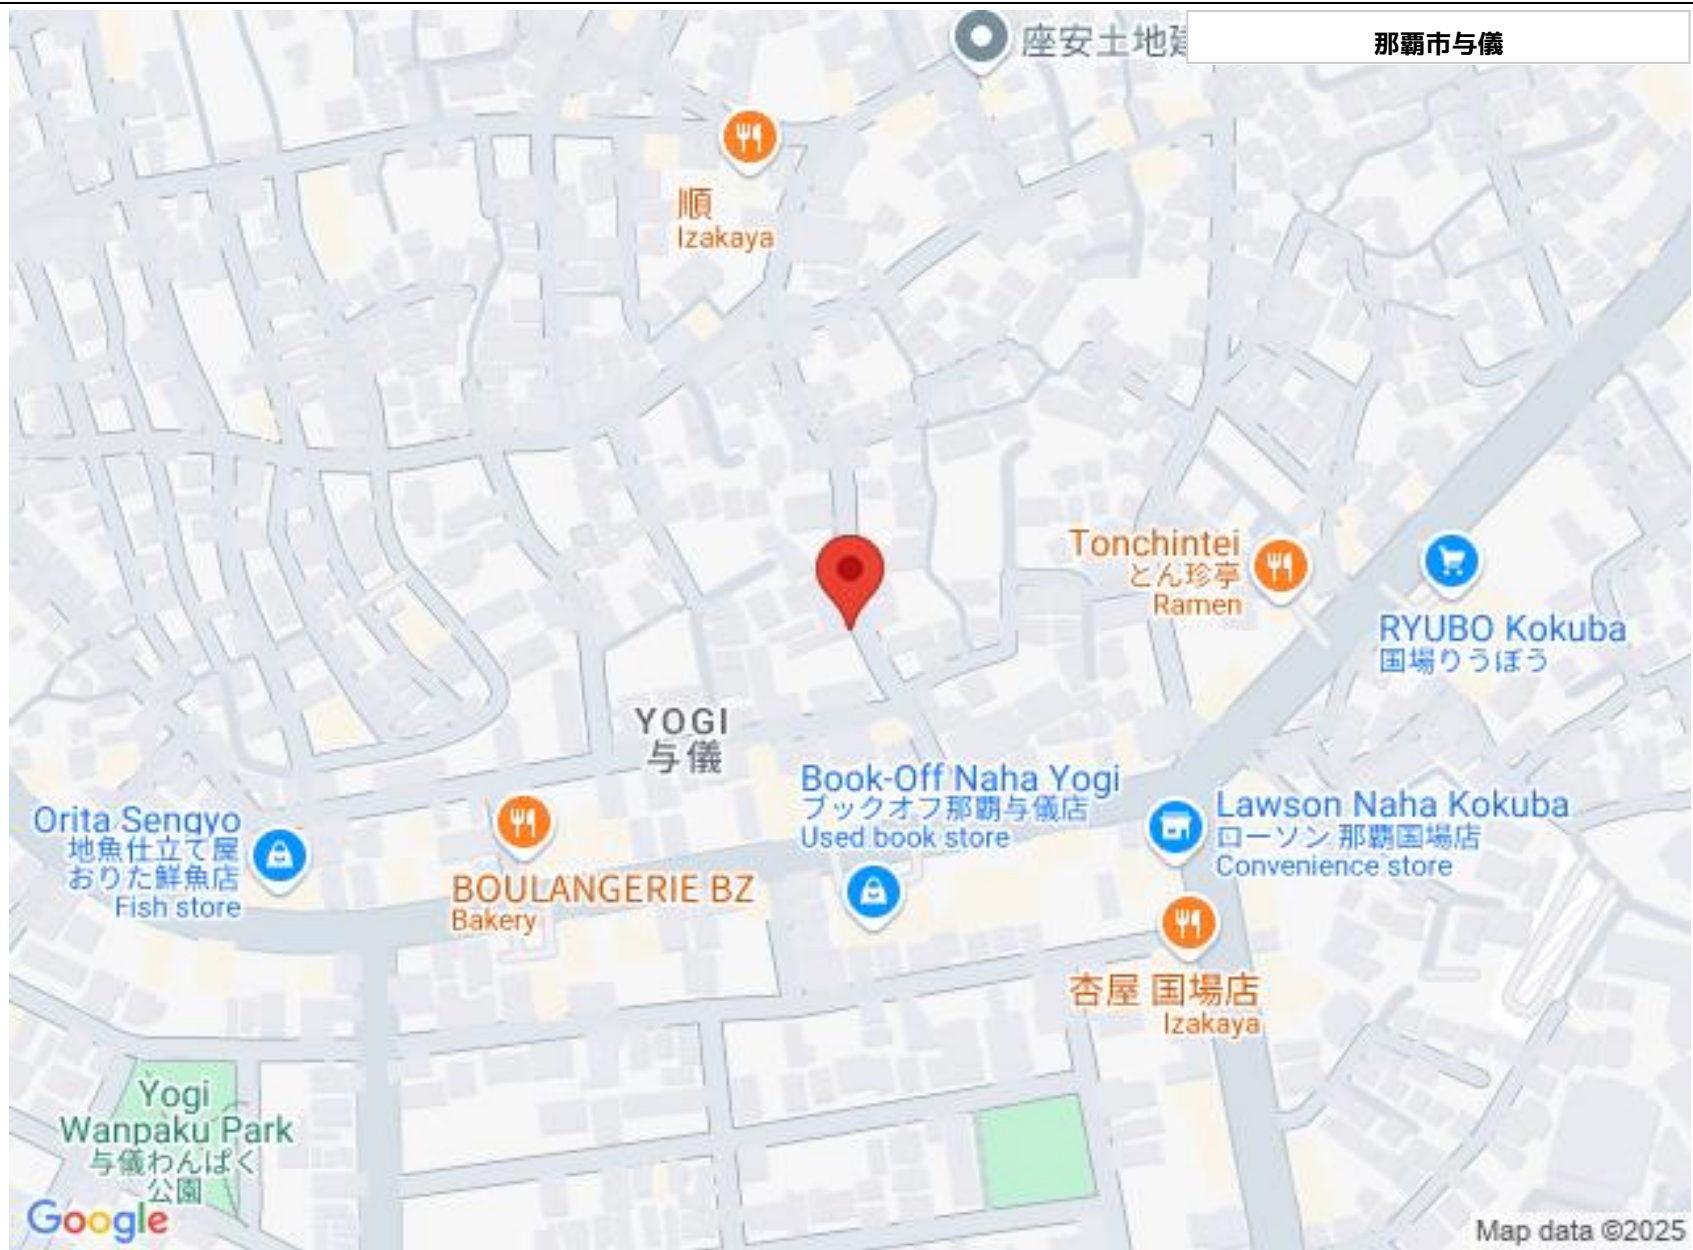 座安土地建
那覇市与儀
順
Izakaya
Tonchintei
とん珍亭
Ramen
RYUBO Kokuba
国場りうぼう
YOGI
与儀
Book-Off Naha Yogi
ブックオフ那覇与儀店
Used book store
Lawson Naha Kokuba
ローソン 那覇国場店
Convenience store
Orita Sengyo
地魚仕立て屋
おりた鮮魚店
Fish store
BOULANGERIE BZ
Bakery
杏屋 国場店
Izakaya
Yogi
Wanpaku Park
与儀わんぱく
公園
Google
Map data ©2025